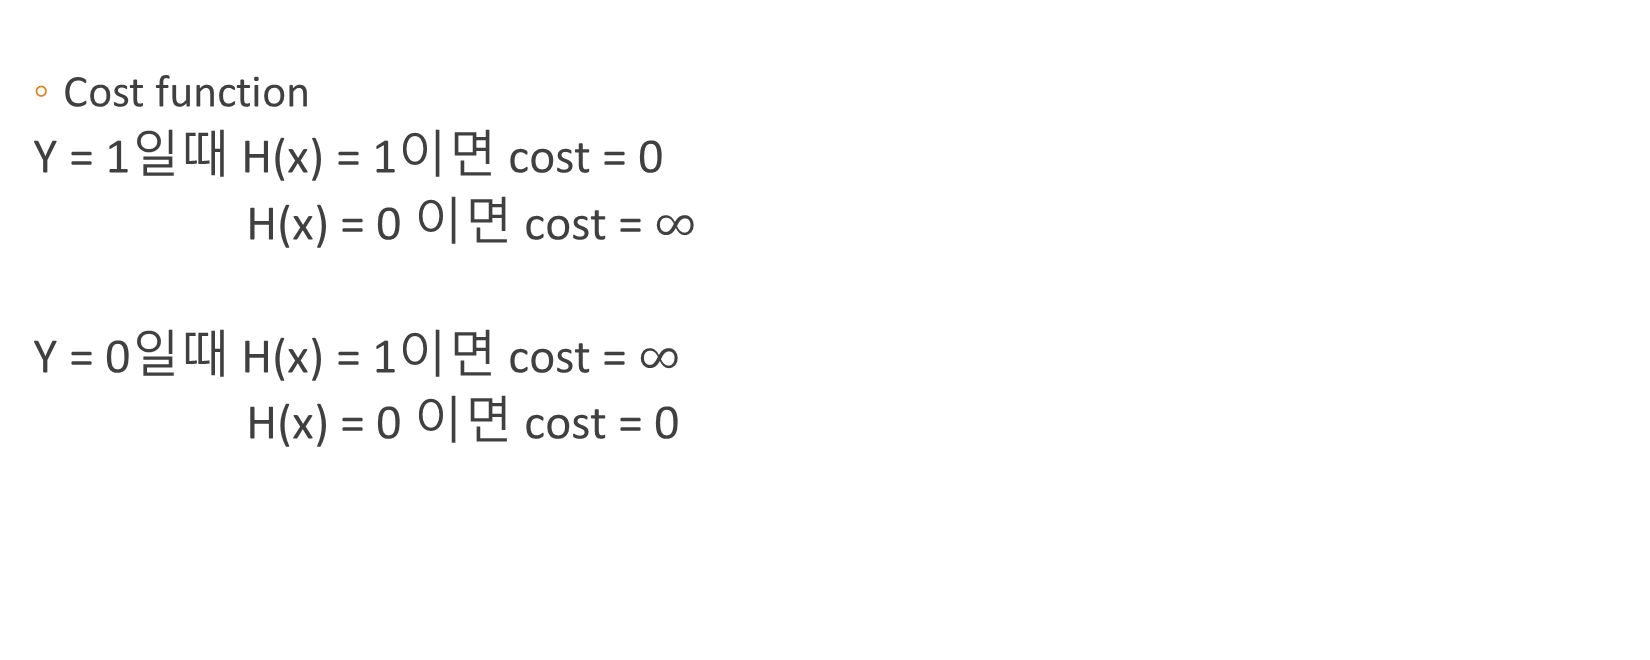 ◦ Cost function
Y = 1일때 H(x) = 1이면 cost = 0
H(x) = 0 이면 cost = ∞
Y = 0일때 H(x) = 1이면 cost = ∞
H(x) = 0 이면 cost = 0